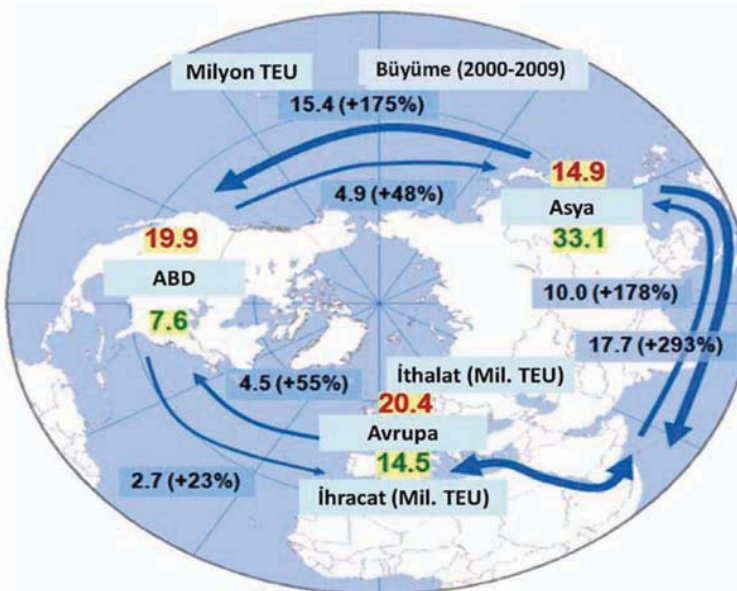 Milyon TEU
Büyüme (2000-2009)
15.4 (+175%)
4.9 (+48%)
14.9
Asya
33.1
19.9
ABD
7.6
10.0 (+178%)
17.7 (+293%)
4.5 (+55%)
İthalat (Mil. TEU)
20.4
Avrupa
14.5
İhracat (Mil. TEU)
2.7 (+23%)